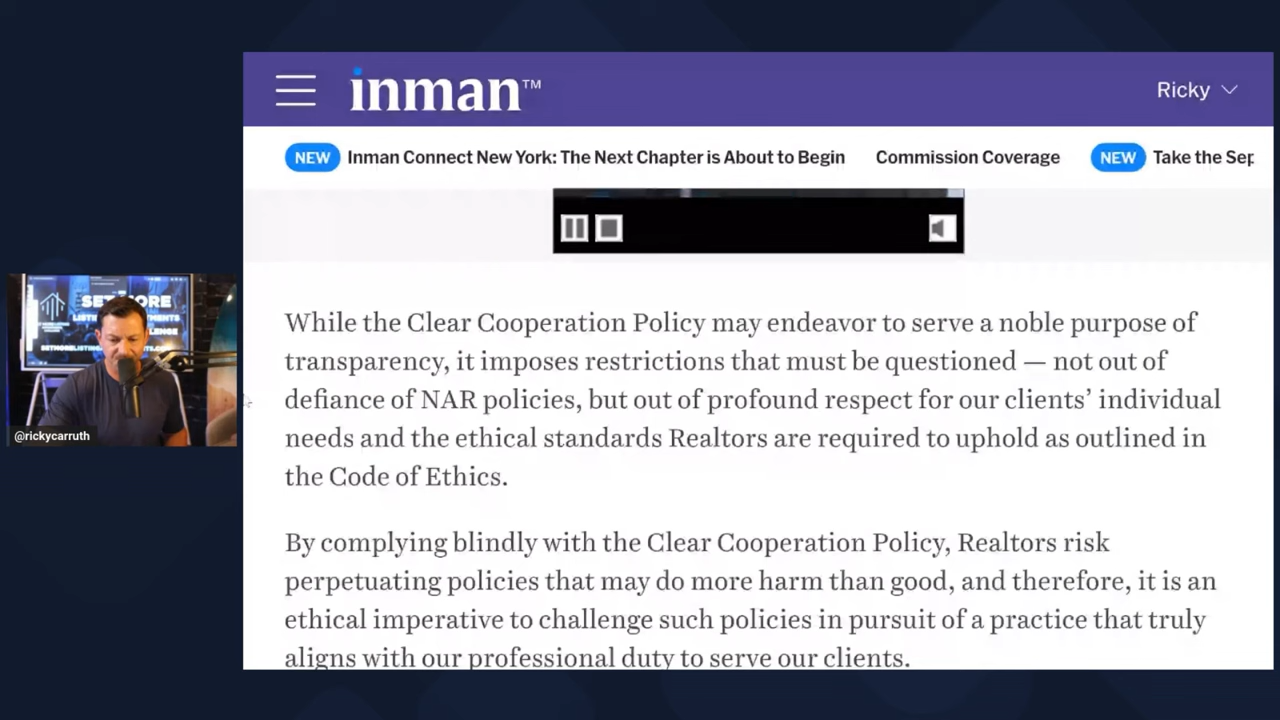 inman™
Ricky
NEW Inman Connect New York: The Next Chapter is About to Begin Commission Coverage NEW Take the Sep
While the Clear Cooperation Policy may endeavor to serve a noble purpose of
transparency, it imposes restrictions that must be questioned — not out of
defiance of NAR policies, but out of profound respect for our clients’ individual
needs and the ethical standards Realtors are required to uphold as outlined in
the Code of Ethics.
By complying blindly with the Clear Cooperation Policy, Realtors risk
perpetuating policies that may do more harm than good, and therefore, it is an
ethical imperative to challenge such policies in pursuit of a practice that truly
aligns with our professional duty to serve our clients.
@rickycarruth